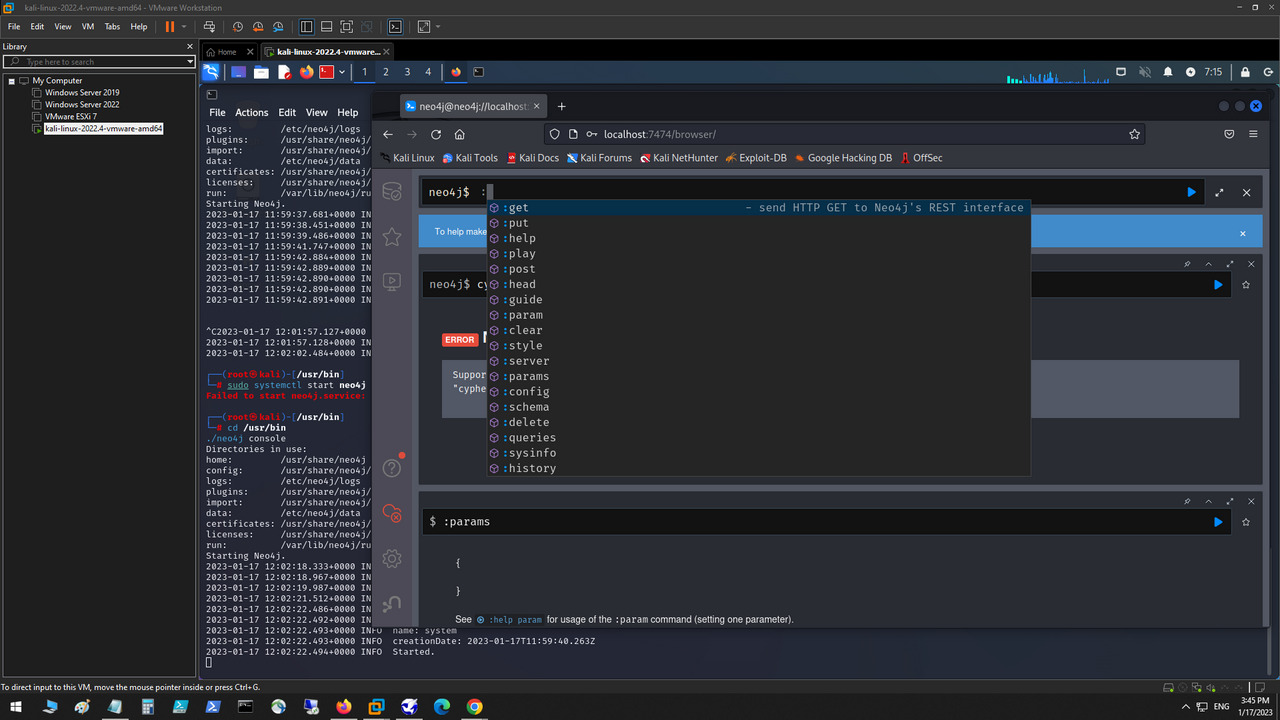 kali-linux-2022.4-vmware-amd64 - VMware Workstation
File Edit View VM Tabs Help
Library
Type here to search
My Computer
Windows Server 2019
Windows Server 2022
VMware ESXi 7
kali-linux-2022.4-vmware-amd64
Home
kali-linux-2022.4-vmware...
1 2 3 4
7:15
File Actions Edit View Help
logs: /etc/neo4j/logs
plugins: /usr/share/neo4j/
import: /usr/share/neo4j/
data: /etc/neo4j/data
certificates: /usr/share/neo4j/
licenses: /usr/share/neo4j/
run: /var/lib/neo4j/ru
Starting Neo4j.
2023-01-17 11:59:37.681+0000 IN
2023-01-17 11:59:38.451+0000 IN
2023-01-17 11:59:39.486+0000 IN
2023-01-17 11:59:41.747+0000 IN
2023-01-17 11:59:42.884+0000 IN
2023-01-17 11:59:42.889+0000 IN
2023-01-17 11:59:42.890+0000 IN
2023-01-17 11:59:42.891+0000 IN
^C2023-01-17 12:01:57.127+0000
2023-01-17 12:01:57.128+0000 IN
2023-01-17 12:02:02.484+0000 IN
(root㉿kali)-[/usr/bin]
# sudo systemctl start neo4j
Failed to start neo4j.service:
(root㉿kali)-[/usr/bin]
# cd /usr/bin
./neo4j console
Directories in use:
home: /usr/share/neo4j
config: /usr/share/neo4j/
logs: /etc/neo4j/logs
plugins: /usr/share/neo4j/
import: /usr/share/neo4j/
data: /etc/neo4j/data
certificates: /usr/share/neo4j/
licenses: /usr/share/neo4j/
run: /var/lib/neo4j/ru
Starting Neo4j.
2023-01-17 12:02:18.333+0000 IN
2023-01-17 12:02:18.967+0000 IN
2023-01-17 12:02:19.987+0000 IN
2023-01-17 12:02:21.512+0000 IN
2023-01-17 12:02:22.486+0000 IN
2023-01-17 12:02:22.492+0000 IN
2023-01-17 12:02:22.493+0000 IN
2023-01-17 12:02:22.493+0000 INFO name: system
2023-01-17 12:02:22.493+0000 INFO creationDate: 2023-01-17T11:59:40.263Z
2023-01-17 12:02:22.494+0000 INFO Started.
neo4j@neo4j://localhost:
localhost:7474/browser/
Kali Linux Kali Tools Kali Docs Kali Forums Kali NetHunter Exploit-DB Google Hacking DB OffSec
neo4j$ :
:get - send HTTP GET to Neo4j's REST interface
:put
:help
:play
:post
:head
:guide
:param
:clear
:style
:server
:params
:config
:schema
:delete
:queries
:sysinfo
:history
To help make
neo4j$ cy
ERROR
Suppor
"cyphe
$ :params
{
}
See :help param for usage of the :param command (setting one parameter).
To direct input to this VM, move the mouse pointer inside or press Ctrl+G.
ENG
3:45 PM
1/17/2023